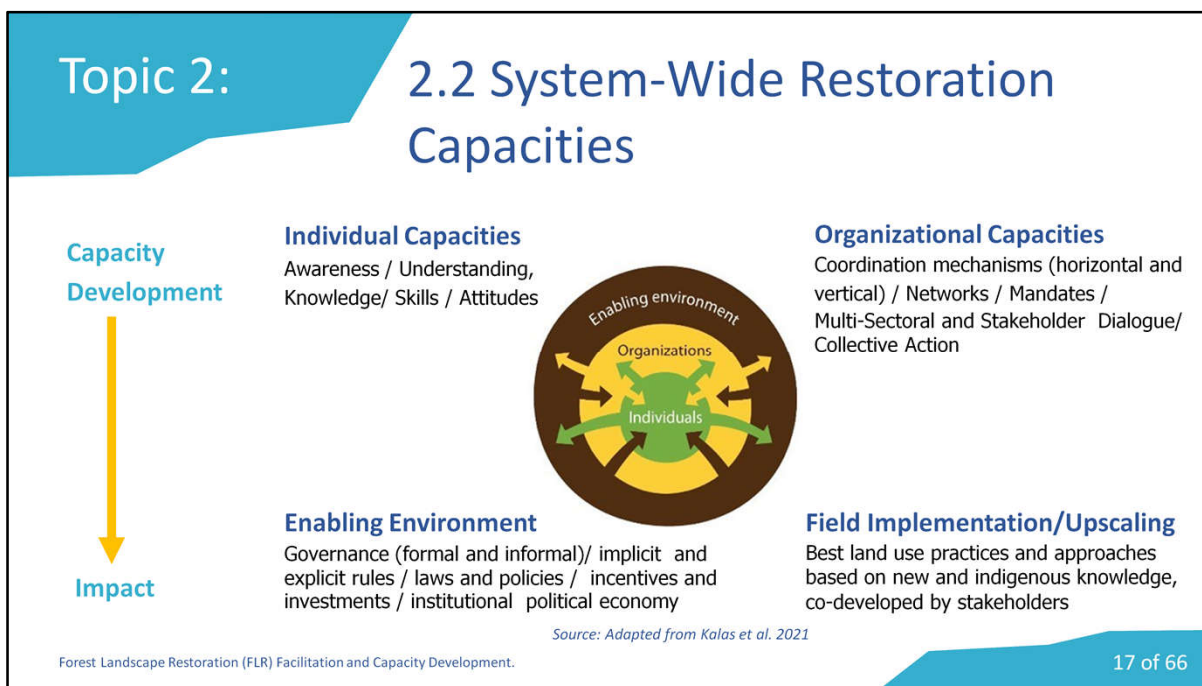 Topic 2:
2.2 System-Wide Restoration
Capacities
Capacity
Development
Impact
Individual Capacities
Awareness / Understanding,
Knowledge/ Skills / Attitudes
Organizational Capacities
Coordination mechanisms (horizontal and
vertical) / Networks / Mandates /
Multi-Sectoral and Stakeholder Dialogue/
Collective Action
Enabling environment
Organizations
Individuals
Enabling Environment
Governance (formal and informal)/ implicit and
explicit rules / laws and policies / incentives and
investments / institutional political economy
Field Implementation/Upscaling
Best land use practices and approaches
based on new and indigenous knowledge,
co-developed by stakeholders
Source: Adapted from Kalas et al. 2021
Forest Landscape Restoration (FLR) Facilitation and Capacity Development.
17 of 66